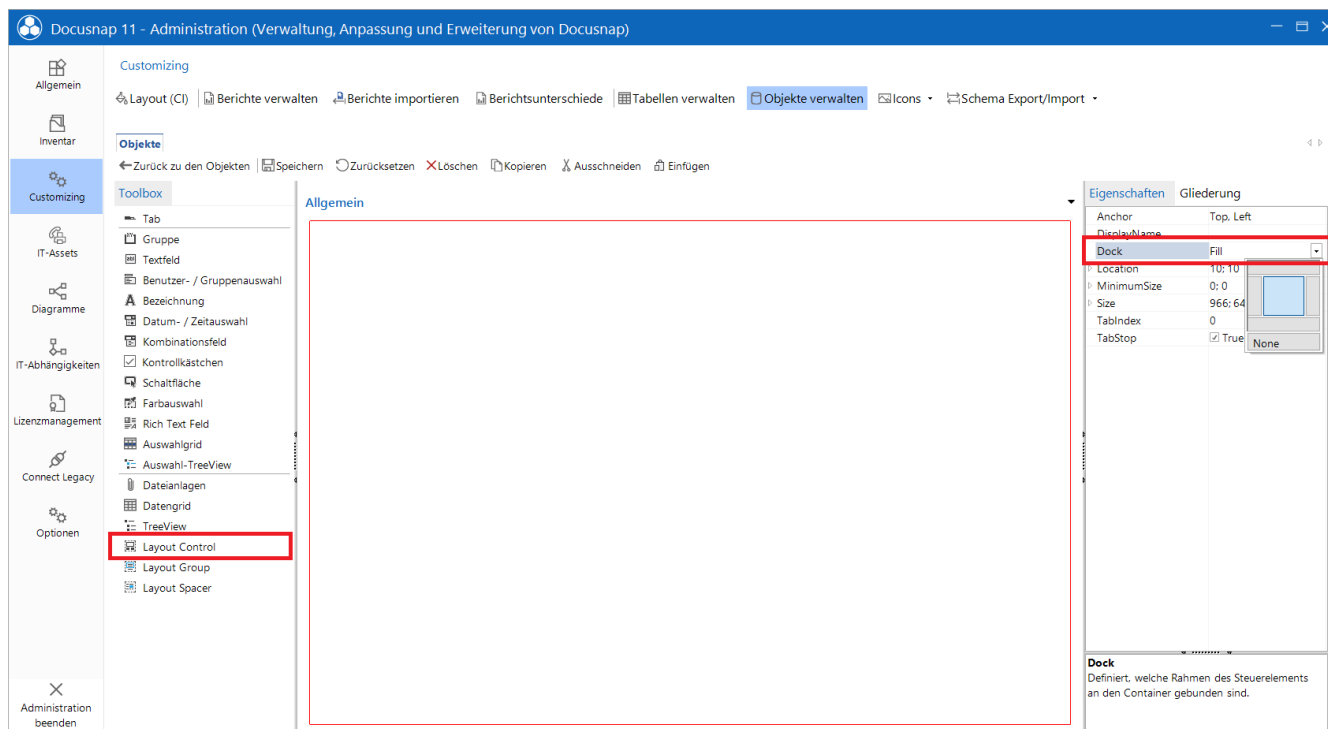 Docusnap 11 - Administration (Verwaltung, Anpassung und Erweiterung von Docusnap)
Allgemein
Inventar
Customizing
IT-Assets
Diagramme
IT-Abhängigkeiten
Lizenzmanagement
Connect Legacy
Optionen
Administration
beenden
Customizing
Layout (CI) Berichte verwalten Berichte importieren Berichtsunterschiede Tabellen verwalten Objekte verwalten Icons Schema Export/Import
Objekte
Zurück zu den Objekten Speichern Zurücksetzen Löschen Kopieren Ausschneiden Einfügen
Toolbox
Tab
Gruppe
Textfeld
Benutzer- / Gruppenauswahl
Bezeichnung
Datum- / Zeitauswahl
Kombinationsfeld
Kontrollkästchen
Schaltfläche
Farbauswahl
Rich Text Feld
Auswahlgrid
Auswahl-TreeView
Dateianlagen
Datengrid
TreeView
Layout Control
Layout Group
Layout Spacer
Allgemein
Eigenschaften Gliederung
Anchor Top, Left
DisplayName
Dock Fill
Location 10; 10
MinimumSize 0; 0
Size 966; 64
TabIndex 0
TabStop True
None
Dock
Definiert, welche Rahmen des Steuerelements
an den Container gebunden sind.